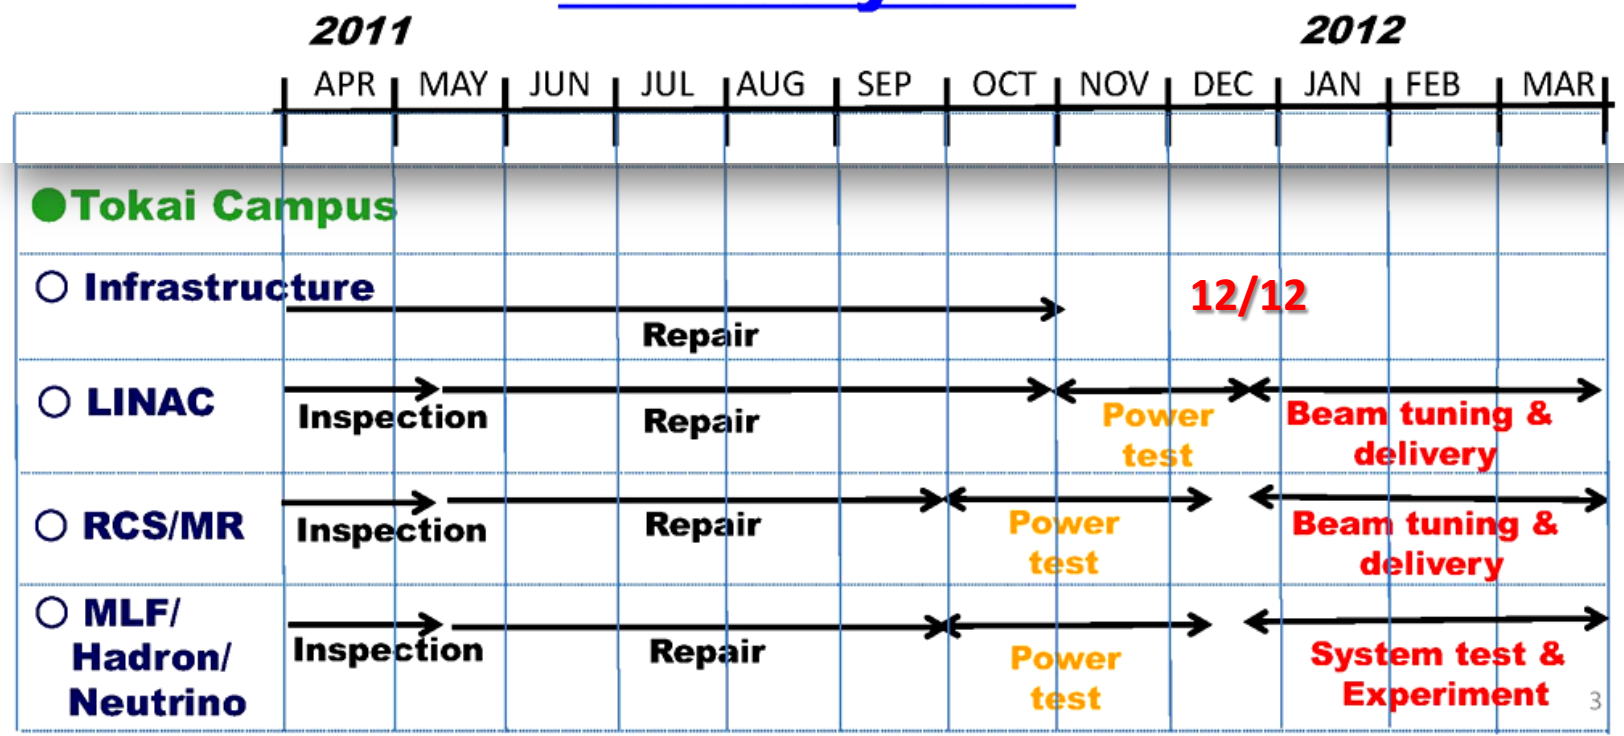 2011 2012
APR MAY JUN JUL AUG SEP OCT NOV DEC JAN FEB MAR
Tokai Campus
Infrastructure
12/12
Repair
LINAC
Inspection Repair Power test Beam tuning & delivery
RCS/MR
Inspection Repair Power test Beam tuning & delivery
MLF/
Hadron/
Neutrino
Inspection Repair Power test System test & Experiment
3